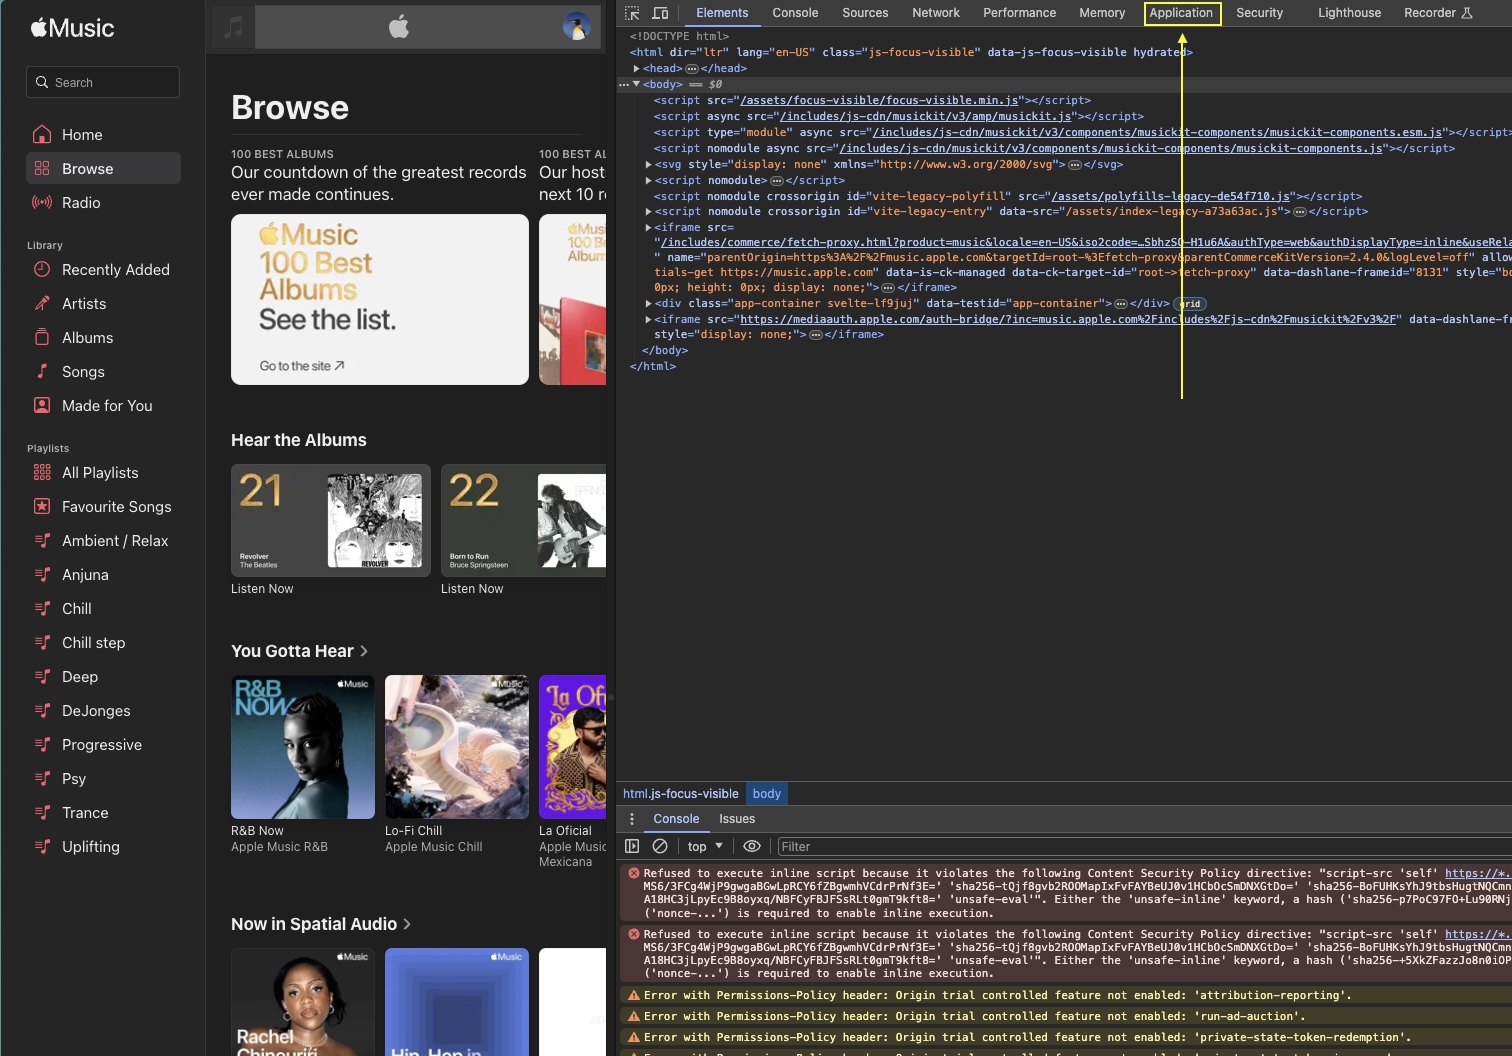 Music
Search
Home
Browse
Radio
Library
Recently Added
Artists
Albums
Songs
Made for You
Playlists
All Playlists
Favourite Songs
Ambient / Relax
Anjuna
Chill
Chill step
Deep
DeJonges
Progressive
Psy
Trance
Uplifting
Browse
100 BEST ALBUMS
Our countdown of the greatest records
ever made continues.
Music
100 Best
Albums
See the list.
Go to the site ↗
100 BEST AL
Our host
next 10 r
Hear the Albums
21
Revolver
The Beatles
REVOLVER
Listen Now
22
Born to Run
Bruce Springsteen
Listen Now
You Gotta Hear >
R&B
NOW
Music
R&B Now
Apple Music R&B
Music
Lo-Fi Chill
Apple Music Chill
La Of
La Oficial
Apple Music
Mexicana
Now in Spatial Audio >
Music
Rachel
Chinouriri
Music
Hip-Hop in
Elements Console Sources Network Performance Memory Application Security Lighthouse Recorder
<!DOCTYPE html>
<html dir="ltr" lang="en-US" class="js-focus-visible" data-js-focus-visible hydrated>
<head>…</head>
<body> == $0
<script src="/assets/focus-visible/focus-visible.min.js"></script>
<script async src="/includes/js-cdn/musickit/v3/amp/musickit.js"></script>
<script type="module" async src="/includes/js-cdn/musickit/v3/components/musickit-components/musickit-components.esm.js"></script>
<script nomodule async src="/includes/js-cdn/musickit/v3/components/musickit-components/musickit-components.js"></script>
<svg style="display: none" xmlns="http://www.w3.org/2000/svg">…</svg>
<script nomodule>…</script>
<script nomodule crossorigin id="vite-legacy-polyfill" src="/assets/polyfills-legacy-de54f710.js"></script>
<script nomodule crossorigin id="vite-legacy-entry" data-src="/assets/index-legacy-a73a63ac.js">…</script>
<iframe src=
"/includes/commerce/fetch-proxy.html?product=music&locale=en-US&iso2code=…SbhzSO-H1u6A&authType=web&authDisplayType=inline&useRela
" name="parentOrigin=https%3A%2F%2Fmusic.apple.com&targetId=root-%3Efetch-proxy&parentCommerceKitVersion=2.4.0&logLevel=off" allow
tials-get https://music.apple.com" data-is-ck-managed data-ck-target-id="root->fetch-proxy" data-dashlane-frameid="8131" style="bo
0px; height: 0px; display: none;">…</iframe>
<div class="app-container svelte-lf9juj" data-testid="app-container">…</div> grid
<iframe src="https://mediaauth.apple.com/auth-bridge/?inc=music.apple.com%2Fincludes%2Fjs-cdn%2Fmusickit%2Fv3%2F" data-dashlane-fr
style="display: none;">…</iframe>
</body>
</html>
html.js-focus-visible body
Console Issues
top Filter
Refused to execute inline script because it violates the following Content Security Policy directive: "script-src 'self' https://*.
MS6/3FCg4WjP9gwgaBGwLpRCY6fZBgwmhVCdrPrNf3E=' 'sha256-tQjf8gvb2ROOMapIxFvFAYBeUJ0v1HCbOcSmDNXGtDo=' 'sha256-BoFUHKsYhJ9tbsHugtNQCmn
A18HC3jLpyEc9B8oyxq/NBFCyFBJFSsRLt0gmT9kft8=' 'unsafe-eval'". Either the 'unsafe-inline' keyword, a hash ('sha256-p7PoC97FO+Lu90RNj
('nonce-...') is required to enable inline execution.
Refused to execute inline script because it violates the following Content Security Policy directive: "script-src 'self' https://*.
MS6/3FCg4WjP9gwgaBGwLpRCY6fZBgwmhVCdrPrNf3E=' 'sha256-tQjf8gvb2ROOMapIxFvFAYBeUJ0v1HCbOcSmDNXGtDo=' 'sha256-BoFUHKsYhJ9tbsHugtNQCmn
A18HC3jLpyEc9B8oyxq/NBFCyFBJFSsRLt0gmT9kft8=' 'unsafe-eval'". Either the 'unsafe-inline' keyword, a hash ('sha256-+5XkZFazzJo8n0iOP
('nonce-...') is required to enable inline execution.
Error with Permissions-Policy header: Origin trial controlled feature not enabled: 'attribution-reporting'.
Error with Permissions-Policy header: Origin trial controlled feature not enabled: 'run-ad-auction'.
Error with Permissions-Policy header: Origin trial controlled feature not enabled: 'private-state-token-redemption'.